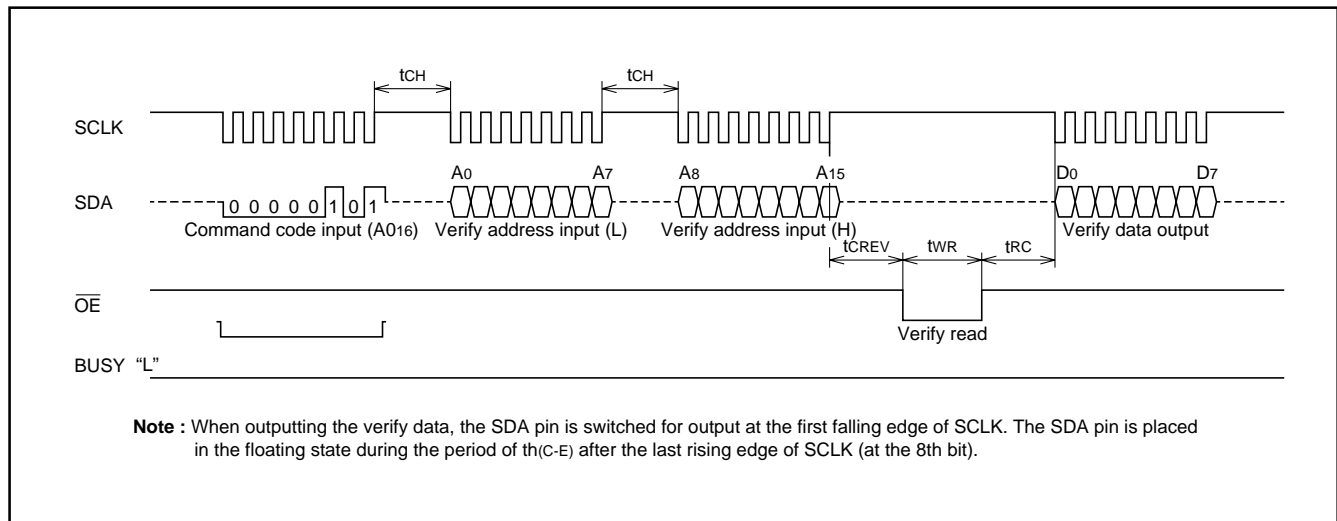 tCH tCH
SCLK
A0 A7 A8 A15 D0 D7
SDA 0 0 0 0 0 1 0 1
Command code input (A016) Verify address input (L) Verify address input (H) Verify data output
tCREV tWR tRC
OE
Verify read
BUSY “L”
Note : When outputting the verify data, the SDA pin is switched for output at the first falling edge of SCLK. The SDA pin is placed
in the floating state during the period of th(C-E) after the last rising edge of SCLK (at the 8th bit).